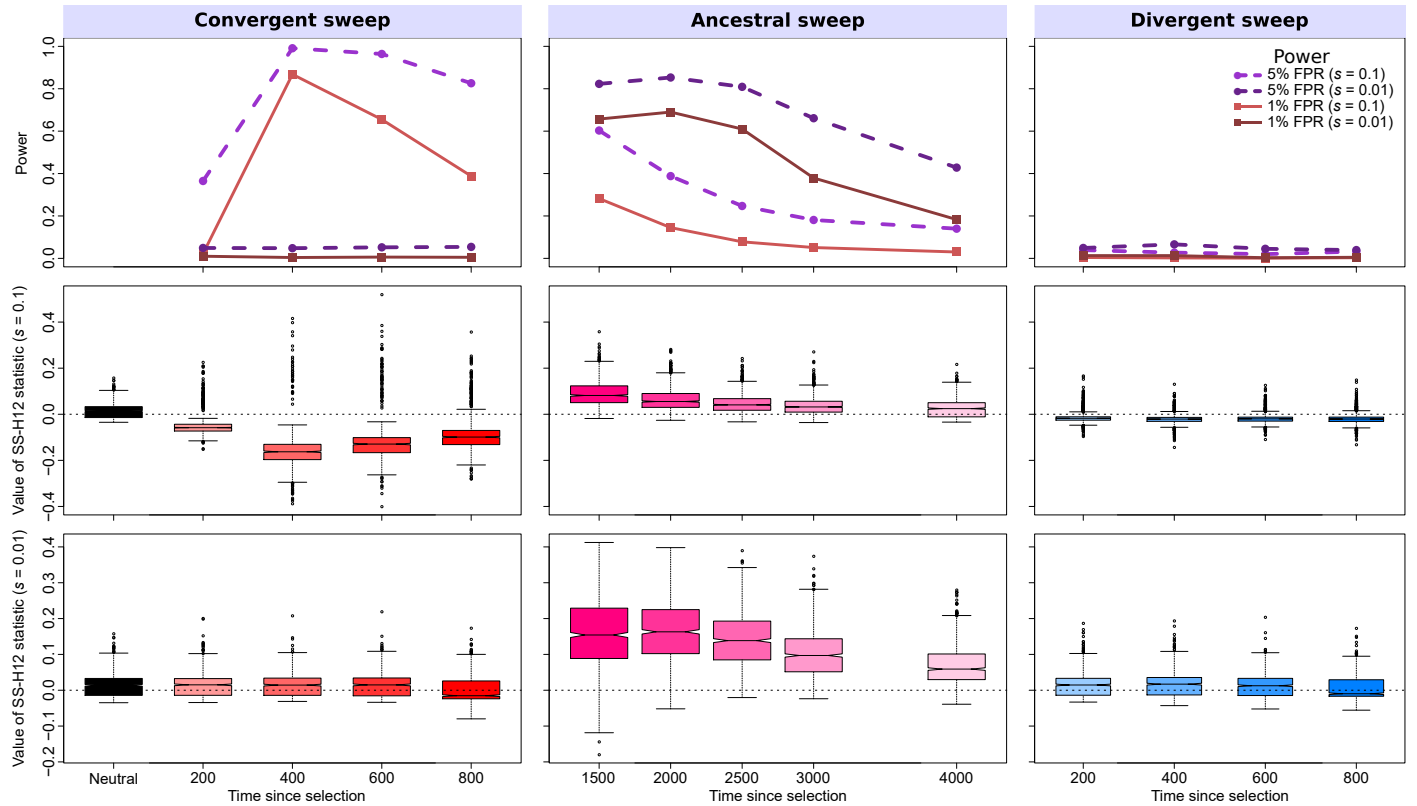 Convergent sweep
Ancestral sweep
Divergent sweep
Power
0.0 0.2 0.4 0.6 0.8 1.0
Power
5% FPR (s = 0.1)
5% FPR (s = 0.01)
1% FPR (s = 0.1)
1% FPR (s = 0.01)
Value of SS-H12 statistic (s = 0.1)
−0.4 −0.2 0.0 0.2 0.4
Value of SS-H12 statistic (s = 0.01)
−0.2 −0.1 0.0 0.1 0.2 0.3 0.4
Neutral 200 400 600 800
Time since selection
1500 2000 2500 3000 4000
Time since selection
200 400 600 800
Time since selection